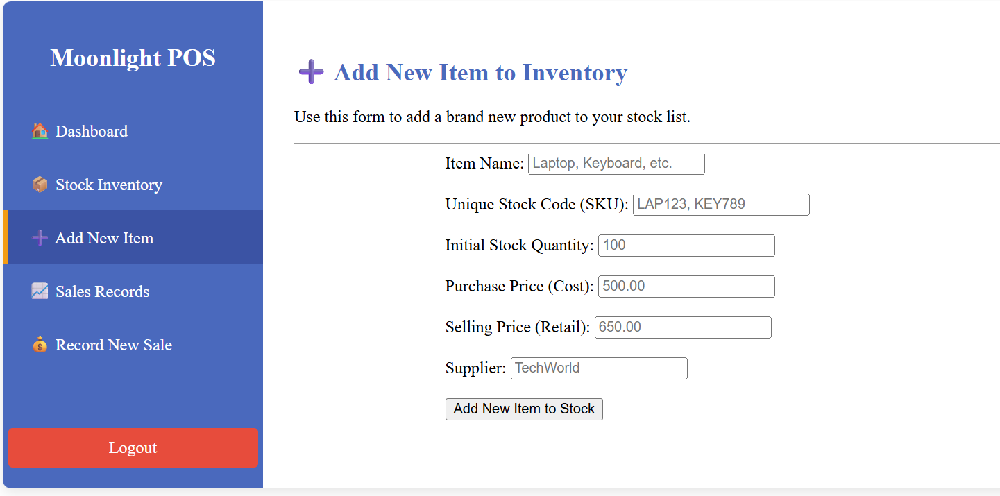 Moonlight POS
🏠 Dashboard
📦 Stock Inventory
➕ Add New Item
📈 Sales Records
💰 Record New Sale
Logout
➕ Add New Item to Inventory
Use this form to add a brand new product to your stock list.
Item Name: Laptop, Keyboard, etc.
Unique Stock Code (SKU): LAP123, KEY789
Initial Stock Quantity: 100
Purchase Price (Cost): 500.00
Selling Price (Retail): 650.00
Supplier: TechWorld
Add New Item to Stock